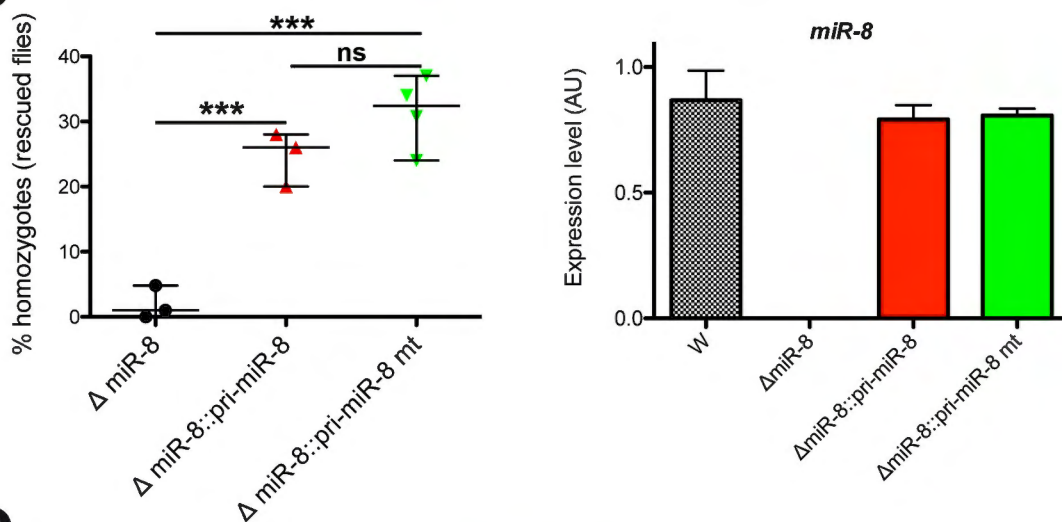 ***
ns
***
40
30
20
10
0
% homozygotes (rescued flies)
Δ miR-8
Δ miR-8::pri-miR-8
Δ miR-8::pri-miR-8 mt
miR-8
1.0
0.5
0.0
Expression level (AU)
W
ΔmiR-8
ΔmiR-8::pri-miR-8
ΔmiR-8::pri-miR-8 mt